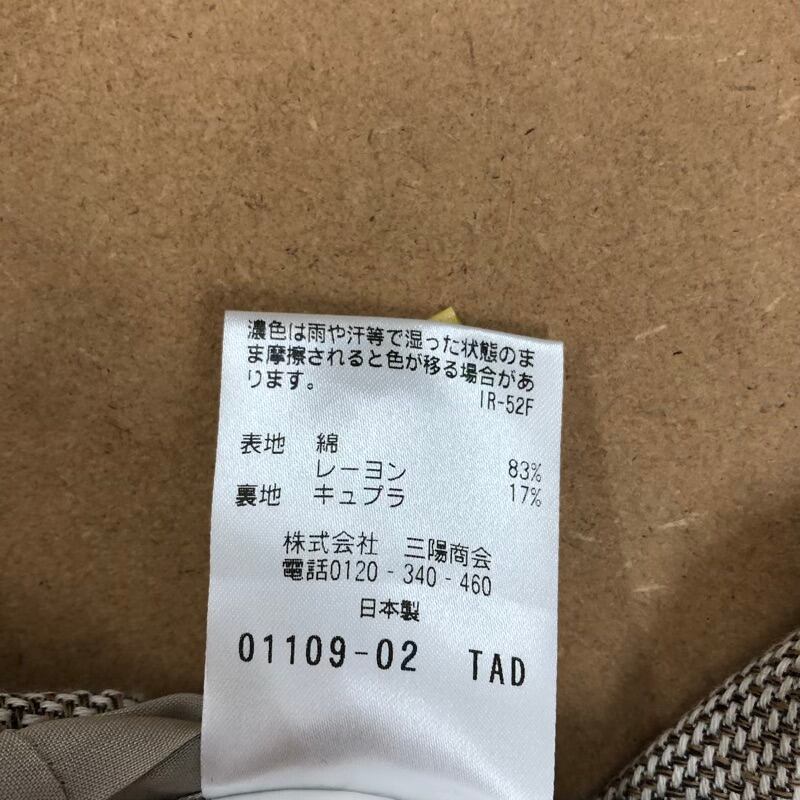 濃色は雨や汗等で湿った状態のま
ま摩擦されると色が移る場合があ
ります。
IR-52F
表地 綿 83%
レーヨン 17%
裏地 キュプラ
株式会社 三陽商会
電話0120-340-460
日本製
01109-02 TAD